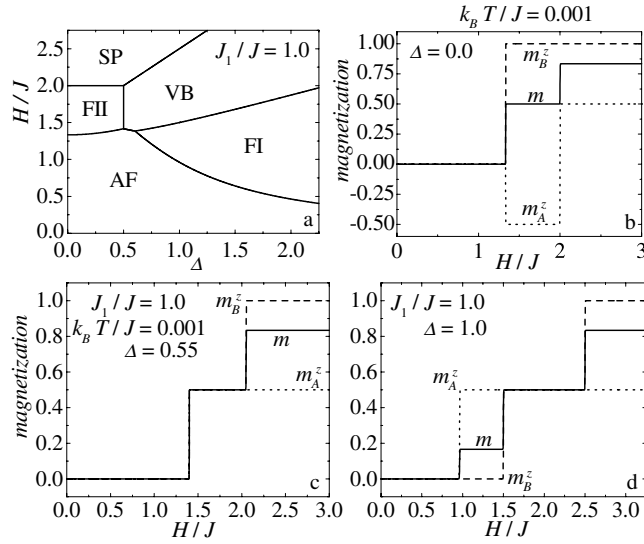 k_B T / J = 0.001
J_1 / J = 1.0
SP
FII
VB
FI
AF
a
H / J
2.5
2.0
1.5
1.0
0.5
0.0
0.0 0.5 1.0 1.5 2.0
Δ
Δ = 0.0
m_B^z
m
m_A^z
b
magnetization
1.00
0.75
0.50
0.25
0.00
-0.25
-0.50
0 1 2 3
H / J
J_1 / J = 1.0
k_B T / J = 0.001
Δ = 0.55
m_B^z
m
m_A^z
c
magnetization
1.0
0.8
0.6
0.4
0.2
0.0
0.0 0.5 1.0 1.5 2.0 2.5 3.0
H / J
J_1 / J = 1.0
Δ = 1.0
m_A^z
m
m_B^z
d
1.0
0.8
0.6
0.4
0.2
0.0
0.0 0.5 1.0 1.5 2.0 2.5 3.0
H / J